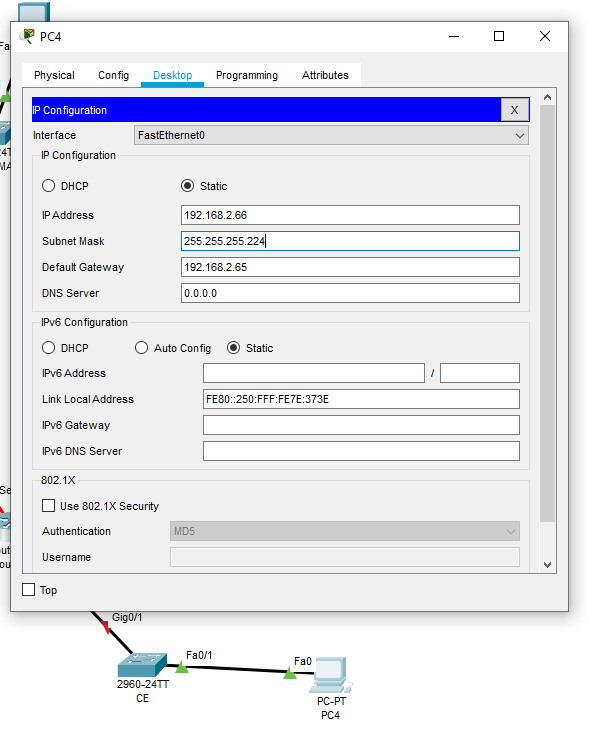 Fa
PC4
Physical Config Desktop Programming Attributes
IP Configuration X
Interface FastEthernet0
IP Configuration
DHCP Static
IP Address 192.168.2.66
Subnet Mask 255.255.255.224
Default Gateway 192.168.2.65
DNS Server 0.0.0.0
IPv6 Configuration
DHCP Auto Config Static
IPv6 Address /
Link Local Address FE80::250:FFF:FE7E:373E
IPv6 Gateway
IPv6 DNS Server
802.1X
Use 802.1X Security
Authentication MD5
Username
Top
24T
MA
Se
out
ou
Gig0/1
Fa0/1
Fa0
2960-24TT
CE
PC-PT
PC4